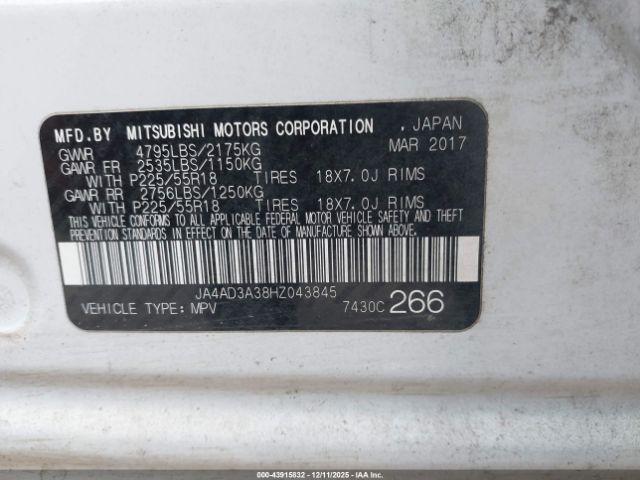 MFD.BY MITSUBISHI MOTORS CORPORATION , JAPAN
GVWR 4795LBS/2175KG MAR 2017
GAWR FR 2535LBS/1150KG
WITH P225/55R18 TIRES 18X7.0J RIMS
GAWR RR 2756LBS/1250KG
WITH P225/55R18 TIRES 18X7.0J RIMS
THIS VEHICLE CONFORMS TO ALL APPLICABLE FEDERAL MOTOR VEHICLE SAFETY AND THEFT
PREVENTION STANDARDS IN EFFECT ON THE DATE OF MANUFACTURE SHOWN ABOVE.
JA4AD3A38HZ043845
VEHICLE TYPE: MPV 7430C 266
000-43915832 - 12/11/2025 - IAAI.COM